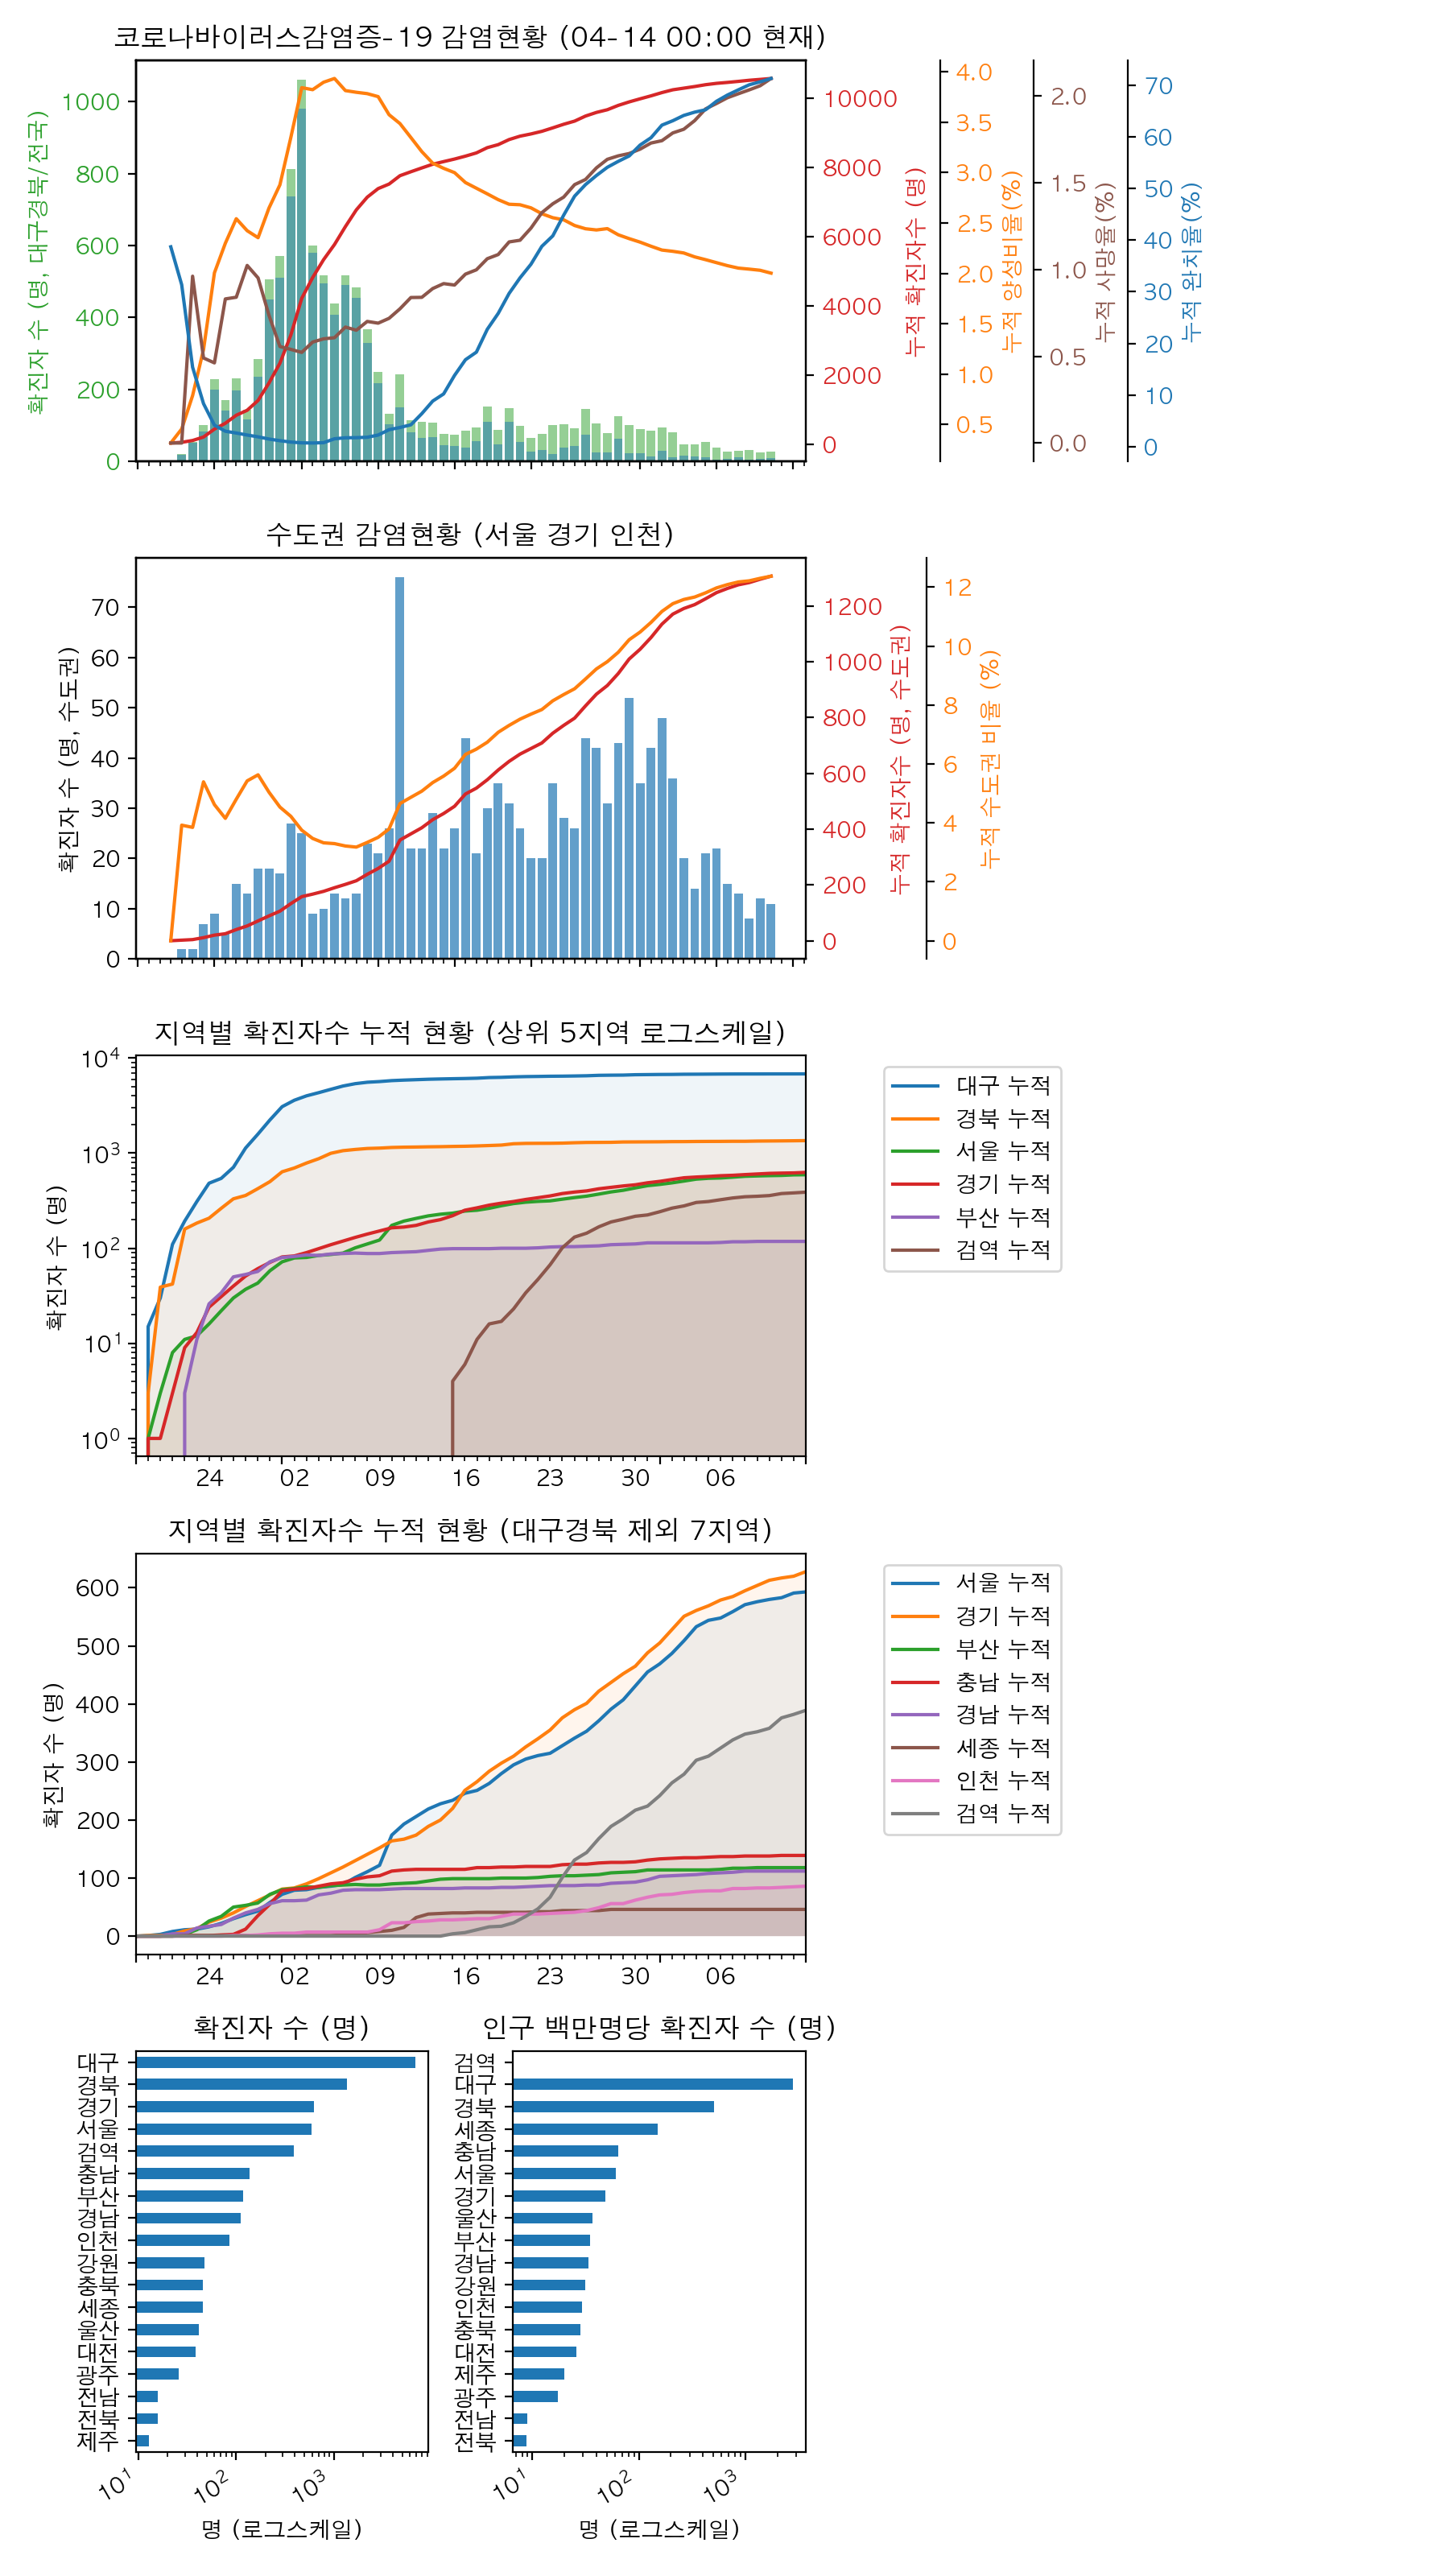 코로나바이러스감염증-19 감염현황 (04-14 00:00 현재)
확진자 수 (명, 대구경북/전국)
1000
800
600
400
200
0
10000
8000
6000
4000
2000
0
누적 확진자수 (명)
4.0
3.5
3.0
2.5
2.0
1.5
1.0
0.5
누적 양성비율(%)
2.0
1.5
1.0
0.5
0.0
누적 사망율(%)
70
60
50
40
30
20
10
0
누적 완치율(%)
수도권 감염현황 (서울 경기 인천)
확진자 수 (명, 수도권)
70
60
50
40
30
20
10
0
1200
1000
800
600
400
200
0
누적 확진자수 (명, 수도권)
12
10
8
6
4
2
0
누적 수도권 비율 (%)
지역별 확진자수 누적 현황 (상위 5지역 로그스케일)
확진자 수 (명)
10⁴
10³
10²
10¹
10⁰
24 02 09 16 23 30 06
대구 누적
경북 누적
서울 누적
경기 누적
부산 누적
검역 누적
지역별 확진자수 누적 현황 (대구경북 제외 7지역)
확진자 수 (명)
600
500
400
300
200
100
0
24 02 09 16 23 30 06
서울 누적
경기 누적
부산 누적
충남 누적
경남 누적
세종 누적
인천 누적
검역 누적
확진자 수 (명)
대구
경북
경기
서울
검역
충남
부산
경남
인천
강원
충북
세종
울산
대전
광주
전남
전북
제주
10¹ 10² 10³
명 (로그스케일)
인구 백만명당 확진자 수 (명)
검역
대구
경북
세종
충남
서울
경기
울산
부산
경남
강원
인천
충북
대전
제주
광주
전남
전북
10¹ 10² 10³
명 (로그스케일)